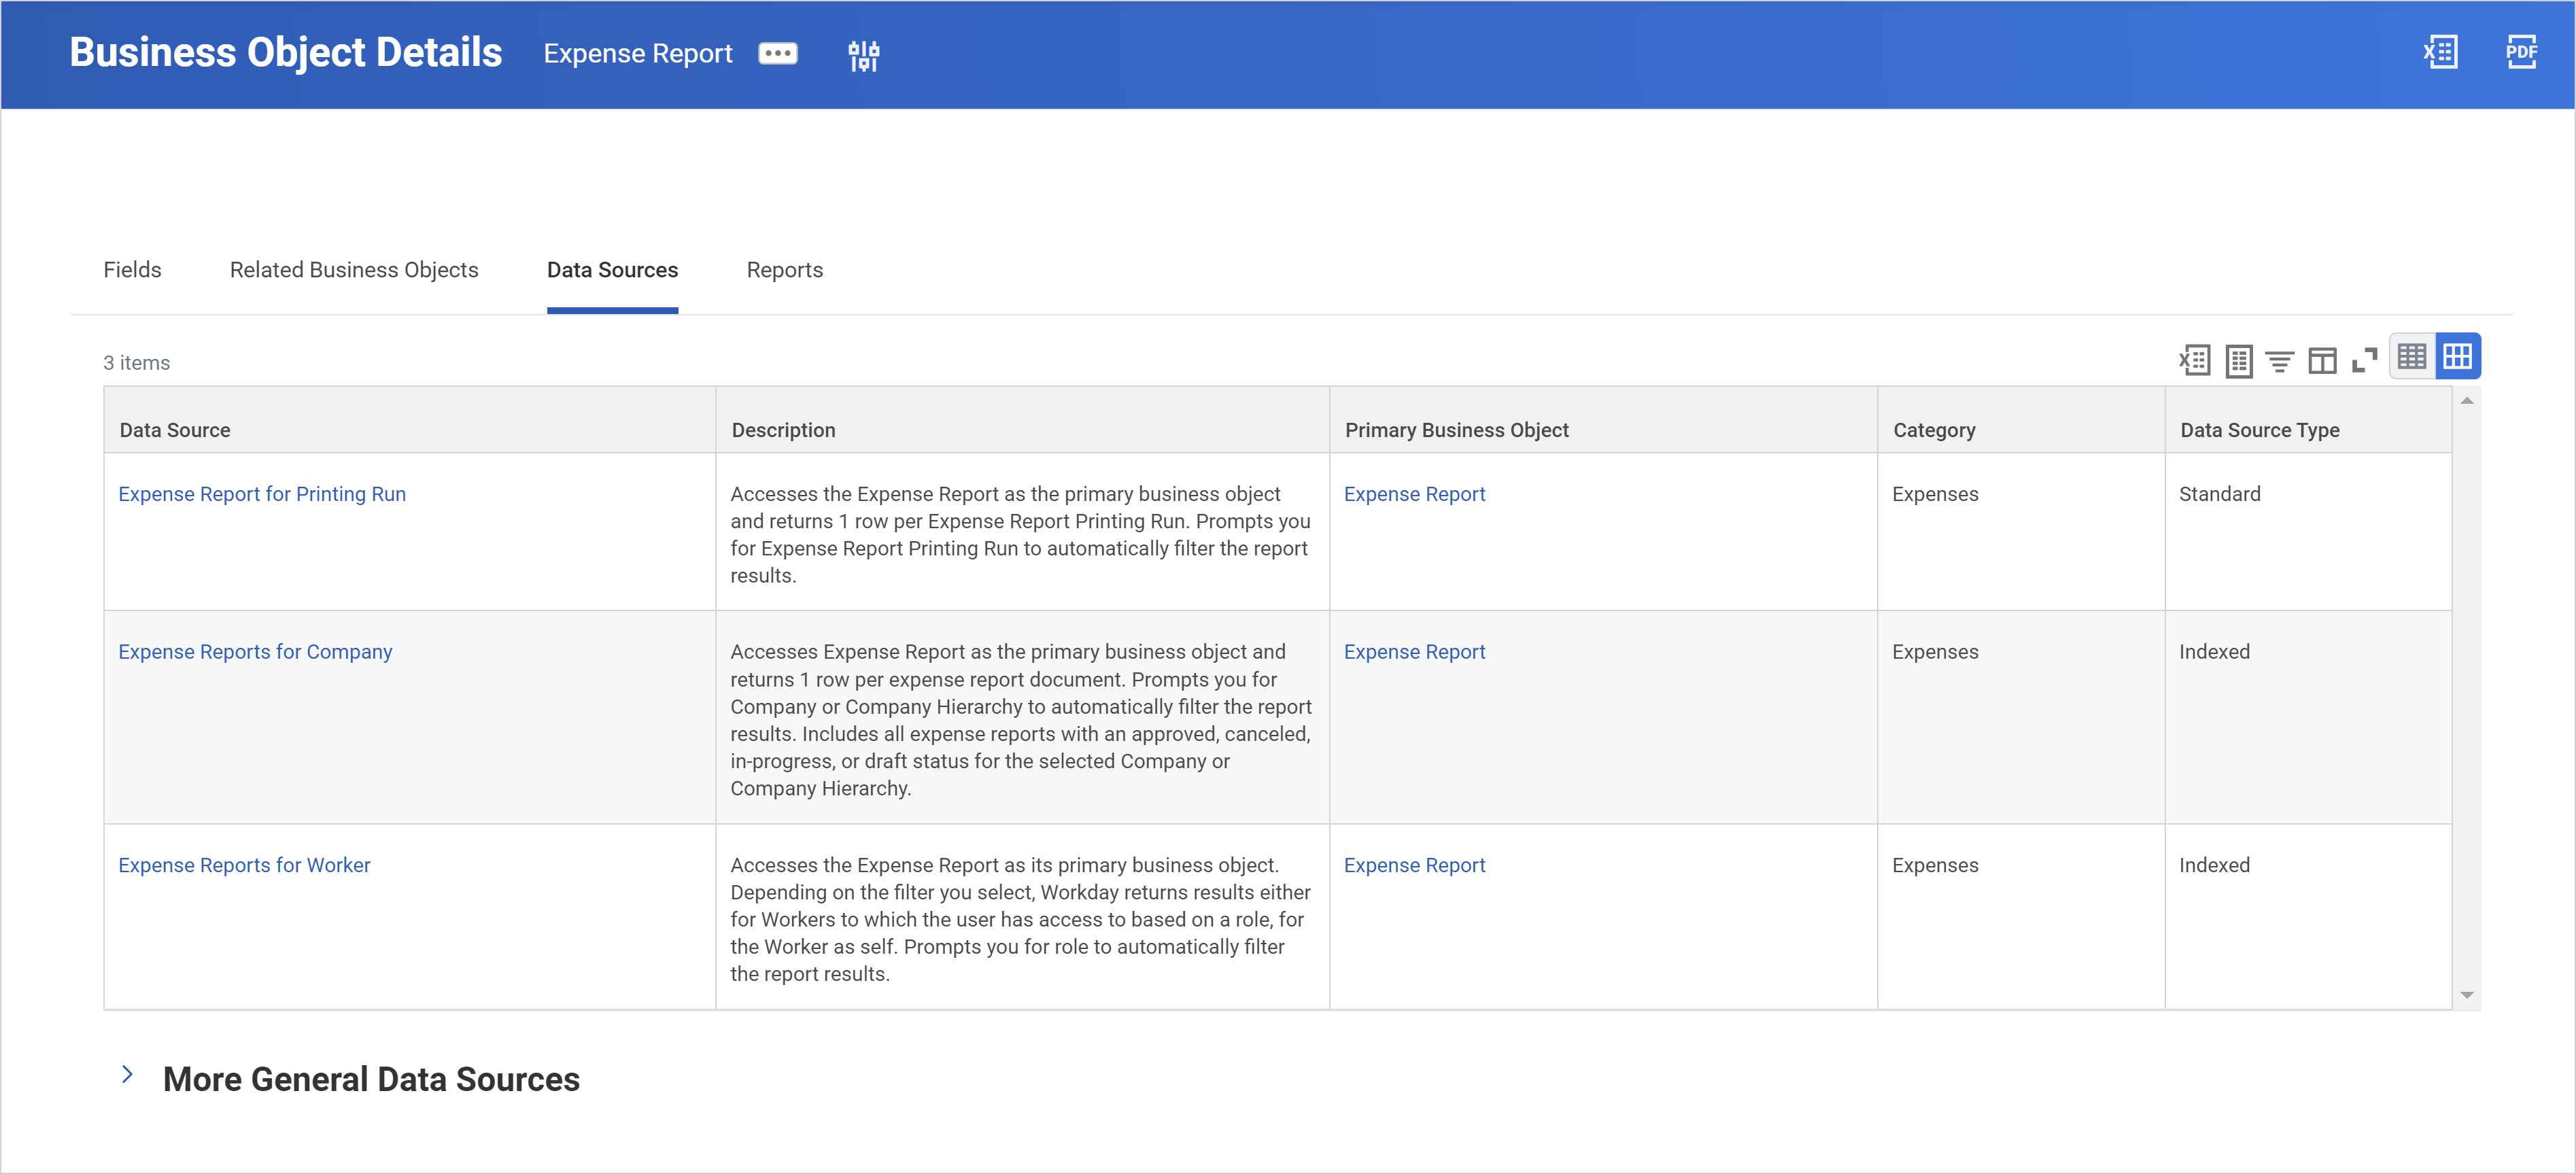 Business Object Details Expense Report
PDF
Fields Related Business Objects Data Sources Reports
3 items
Data Source Description Primary Business Object Category Data Source Type
Expense Report for Printing Run
Accesses the Expense Report as the primary business object
and returns 1 row per Expense Report Printing Run. Prompts you
for Expense Report Printing Run to automatically filter the report
results.
Expense Report
Expenses
Standard
Expense Reports for Company
Accesses Expense Report as the primary business object and
returns 1 row per expense report document. Prompts you for
Company or Company Hierarchy to automatically filter the report
results. Includes all expense reports with an approved, canceled,
in-progress, or draft status for the selected Company or
Company Hierarchy.
Expense Report
Expenses
Indexed
Expense Reports for Worker
Accesses the Expense Report as its primary business object.
Depending on the filter you select, Workday returns results either
for Workers to which the user has access to based on a role, for
the Worker as self. Prompts you for role to automatically filter
the report results.
Expense Report
Expenses
Indexed
More General Data Sources